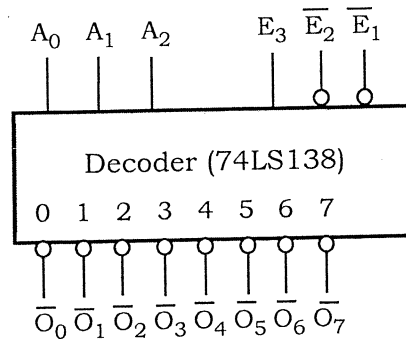 A₀ A₁ A₂ E₃ E̅₂ E̅₁
Decoder (74LS138)
0 1 2 3 4 5 6 7
O̅₀ O̅₁ O̅₂ O̅₃ O̅₄ O̅₅ O̅₆ O̅₇